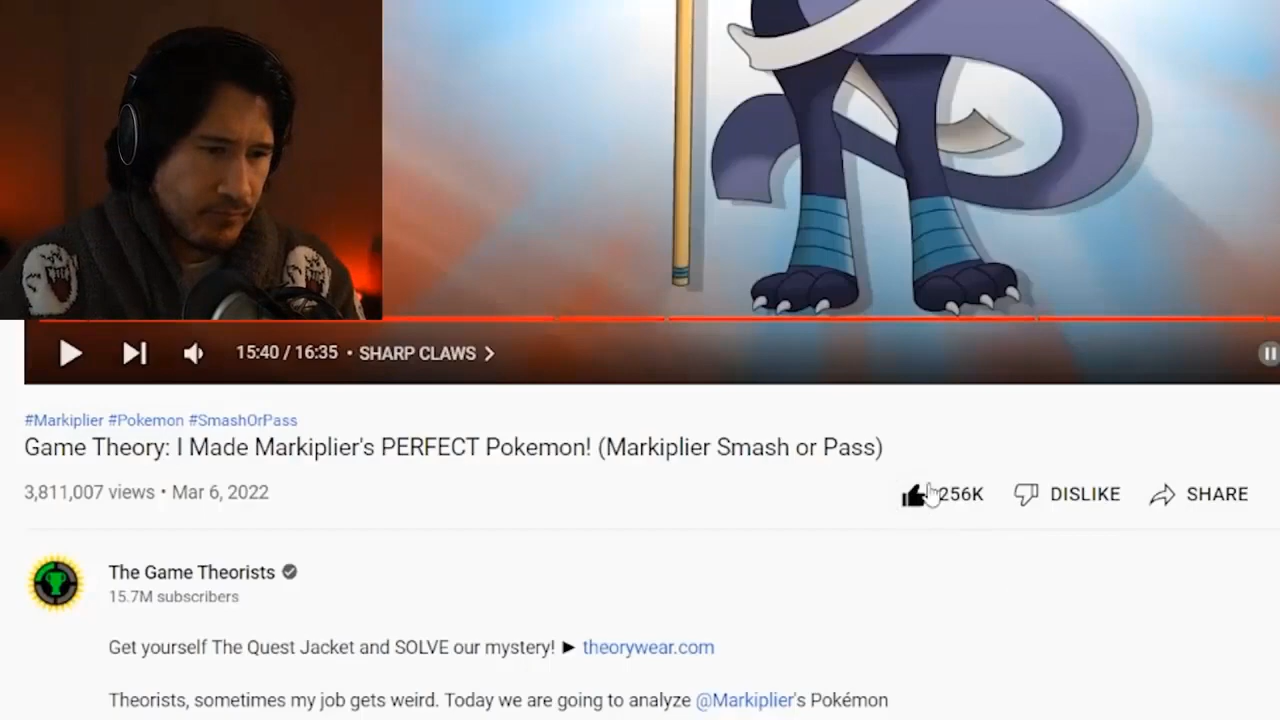 15:40 / 16:35 • SHARP CLAWS
#Markiplier #Pokemon #SmashOrPass
Game Theory: I Made Markiplier's PERFECT Pokemon! (Markiplier Smash or Pass)
3,811,007 views • Mar 6, 2022
256K DISLIKE SHARE
The Game Theorists
15.7M subscribers
Get yourself The Quest Jacket and SOLVE our mystery! ► theorywear.com
Theorists, sometimes my job gets weird. Today we are going to analyze @Markiplier's Pokémon